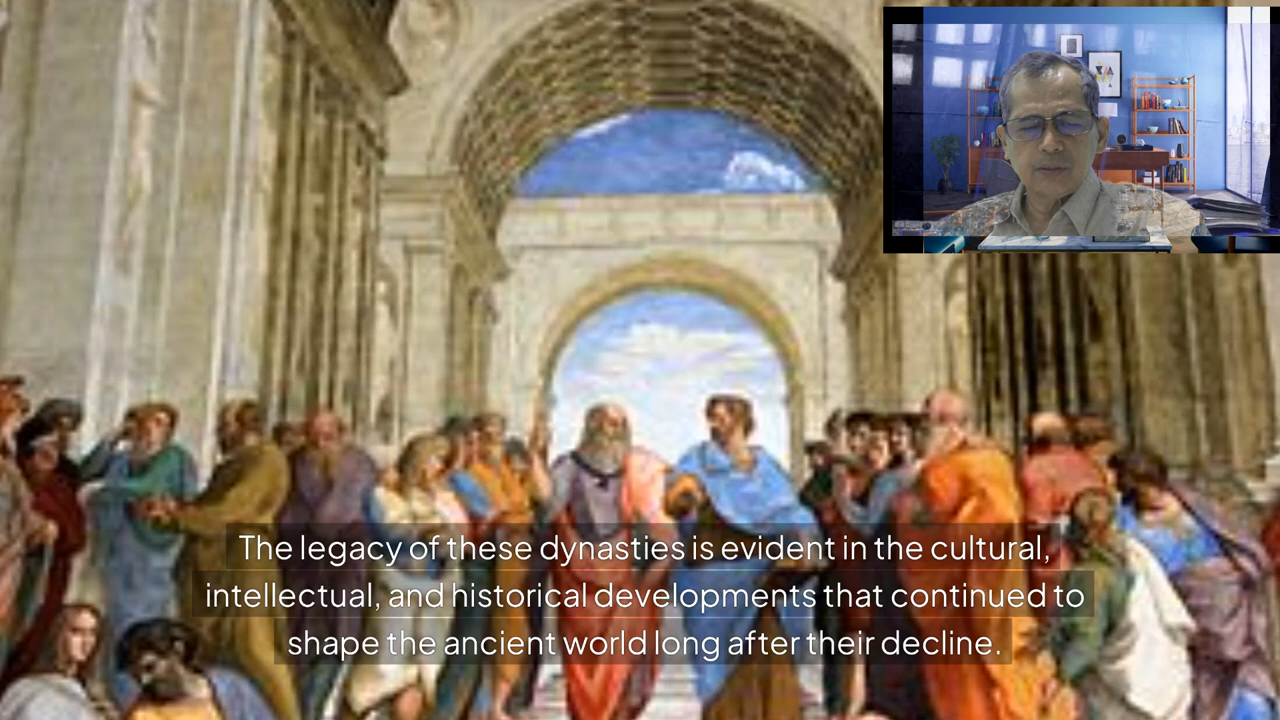 The legacy of these dynasties is evident in the cultural,
intellectual, and historical developments that continued to
shape the ancient world long after their decline.